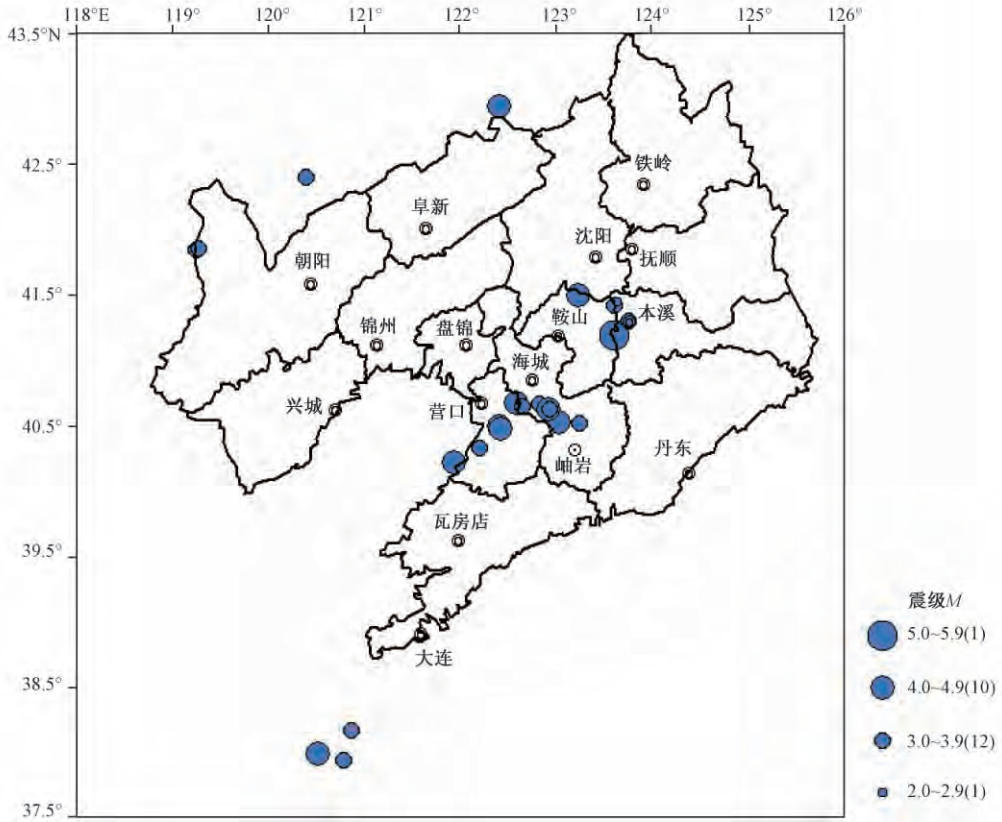 118°E 119° 120° 121° 122° 123° 124° 125° 126°
43.5°N
42.5°
41.5°
40.5°
39.5°
38.5°
37.5°
铁岭
阜新
沈阳
抚顺
朝阳
本溪
鞍山
锦州
盘锦
海城
兴城
营口
丹东
岫岩
瓦房店
大连
震级M
5.0~5.9(1)
4.0~4.9(10)
3.0~3.9(12)
2.0~2.9(1)